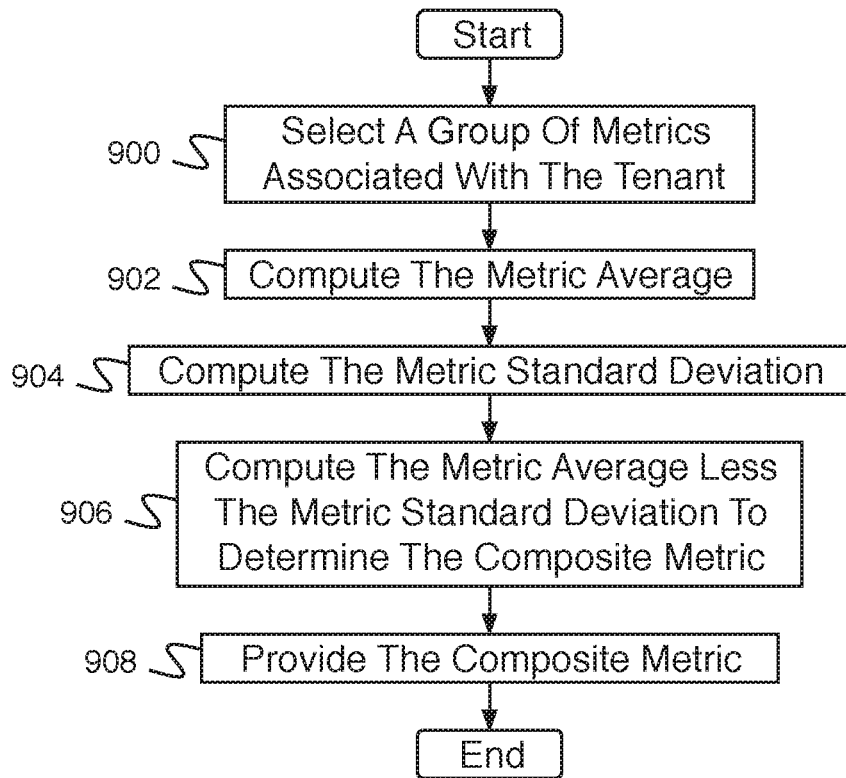 Start
900
Select A Group Of Metrics
Associated With The Tenant
902
Compute The Metric Average
904
Compute The Metric Standard Deviation
906
Compute The Metric Average Less
The Metric Standard Deviation To
Determine The Composite Metric
908
Provide The Composite Metric
End